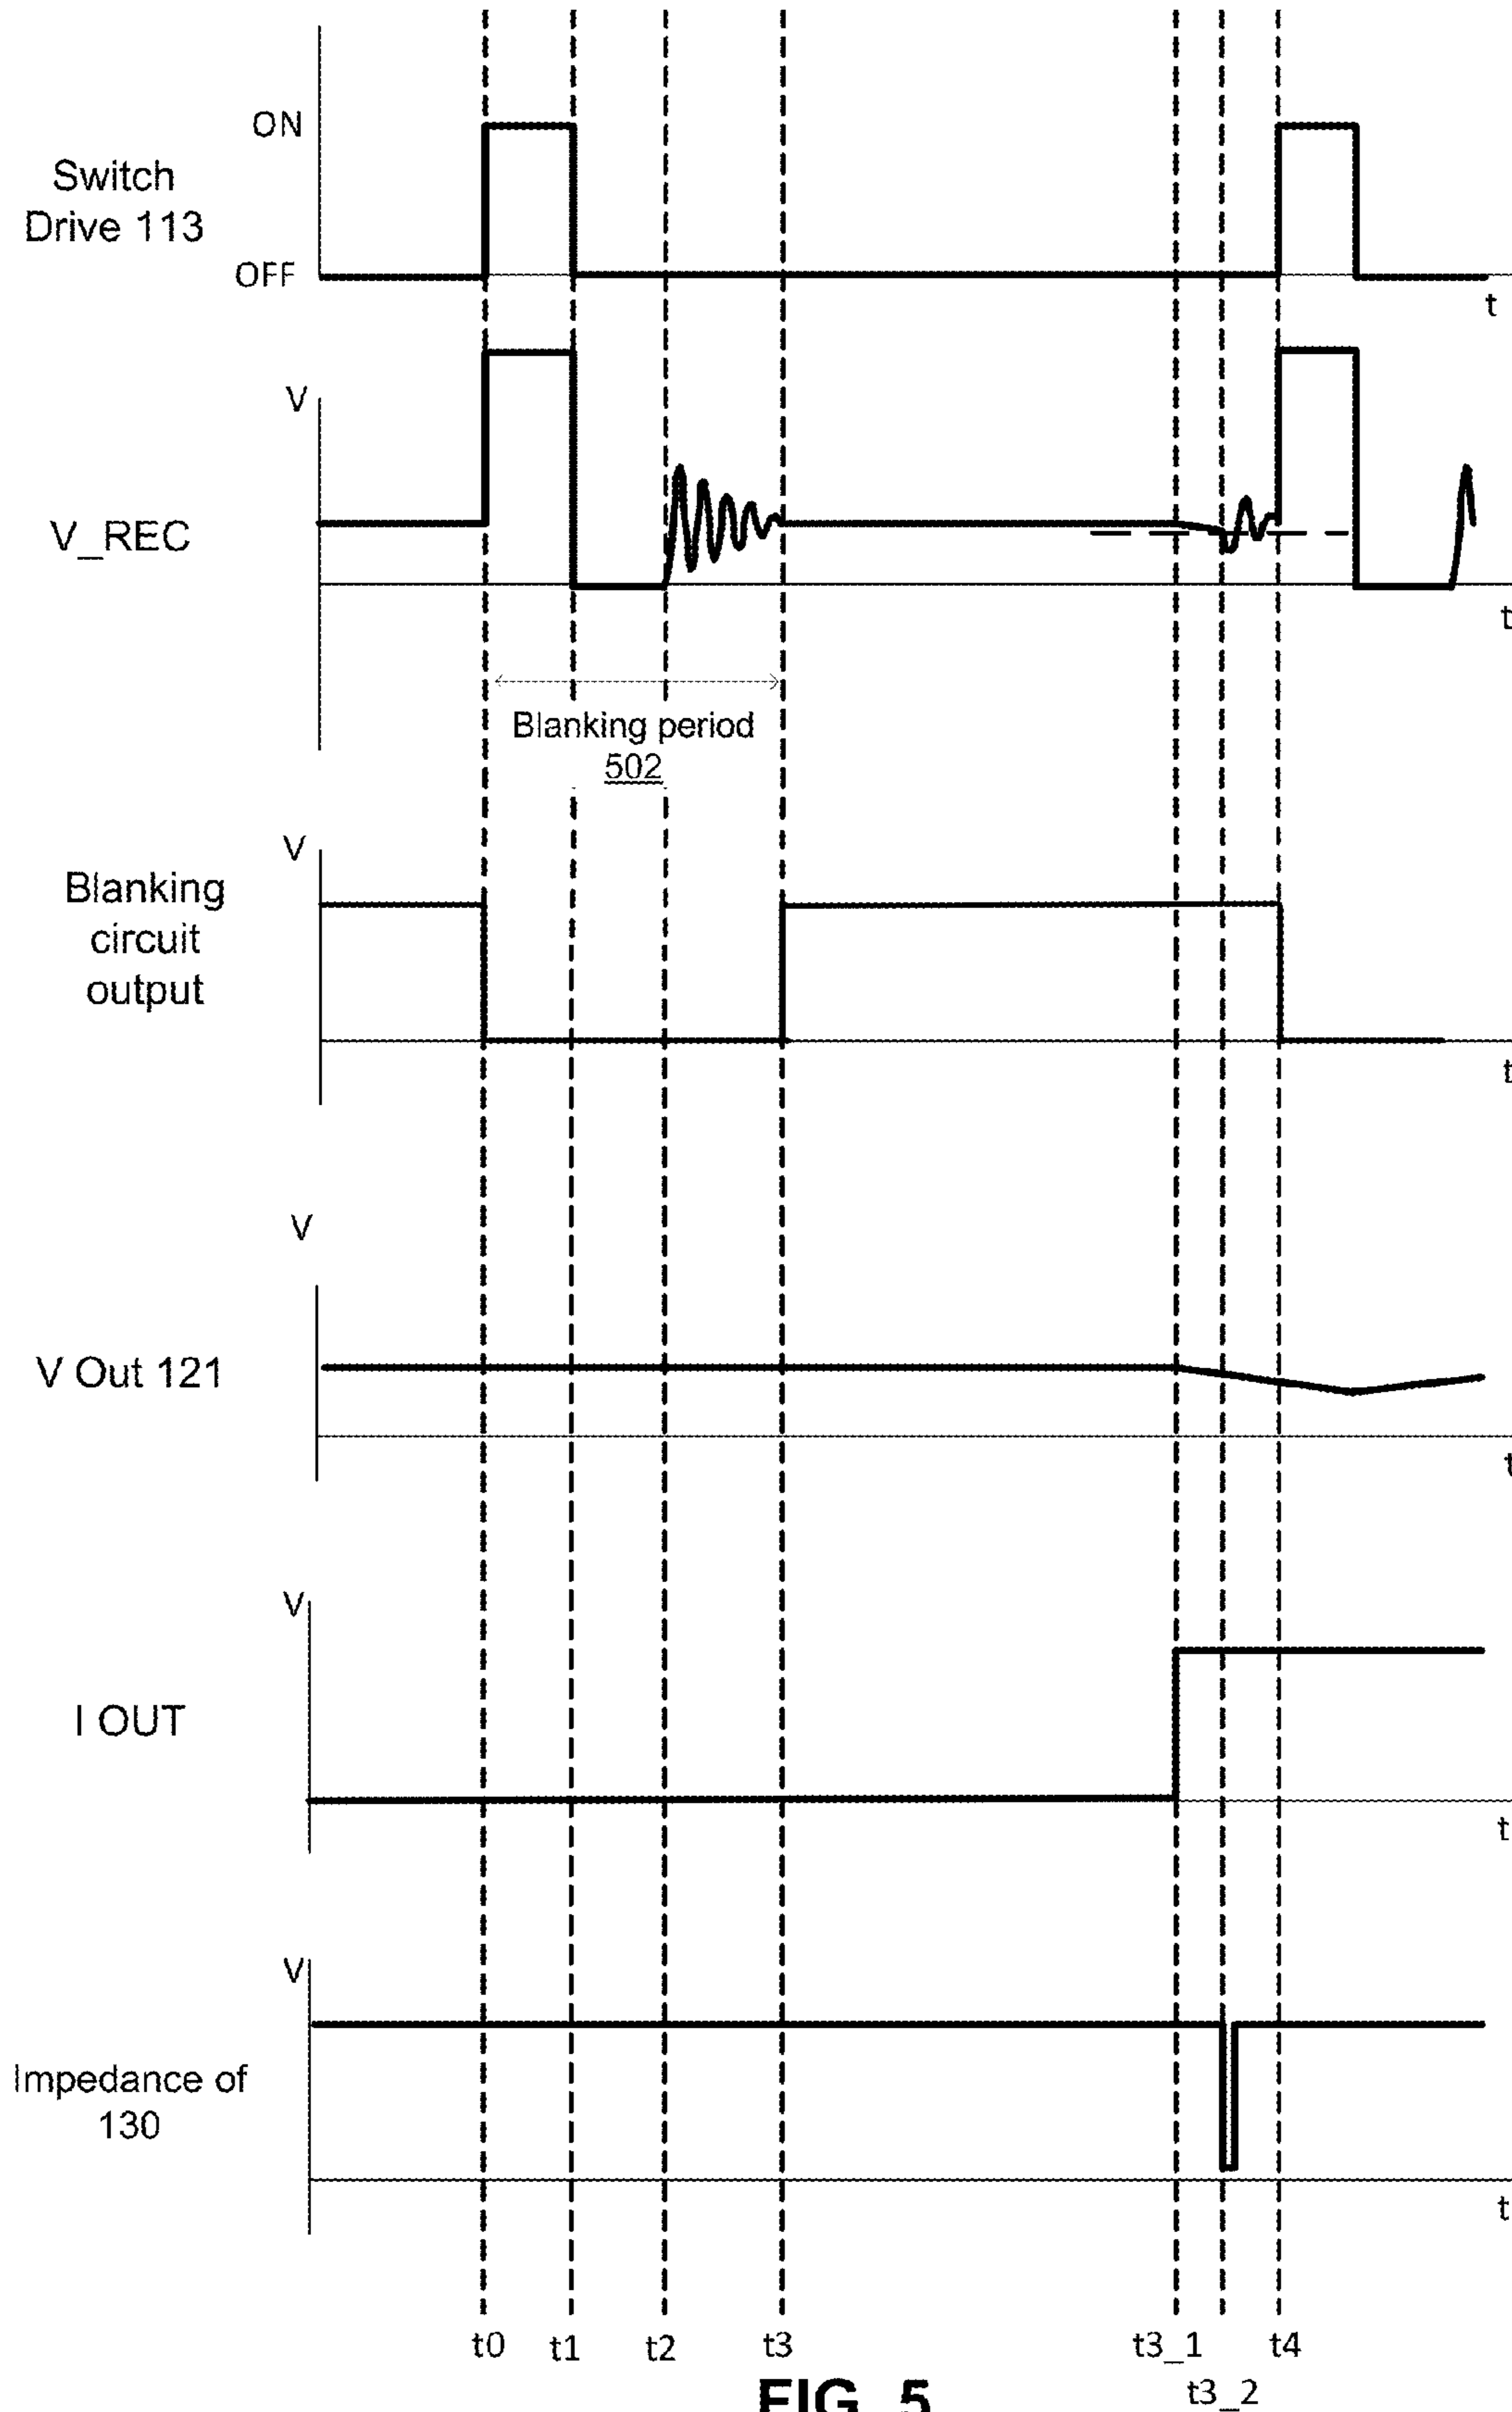 ON
Switch
Drive 113
OFF
t
V
V_REC
t
Blanking period
502
V
Blanking
circuit
output
t
V
V Out 121
t
V
I OUT
t
V
Impedance of
130
t
t0 t1 t2 t3 t3_1 t4
t3_2
FIG. 5